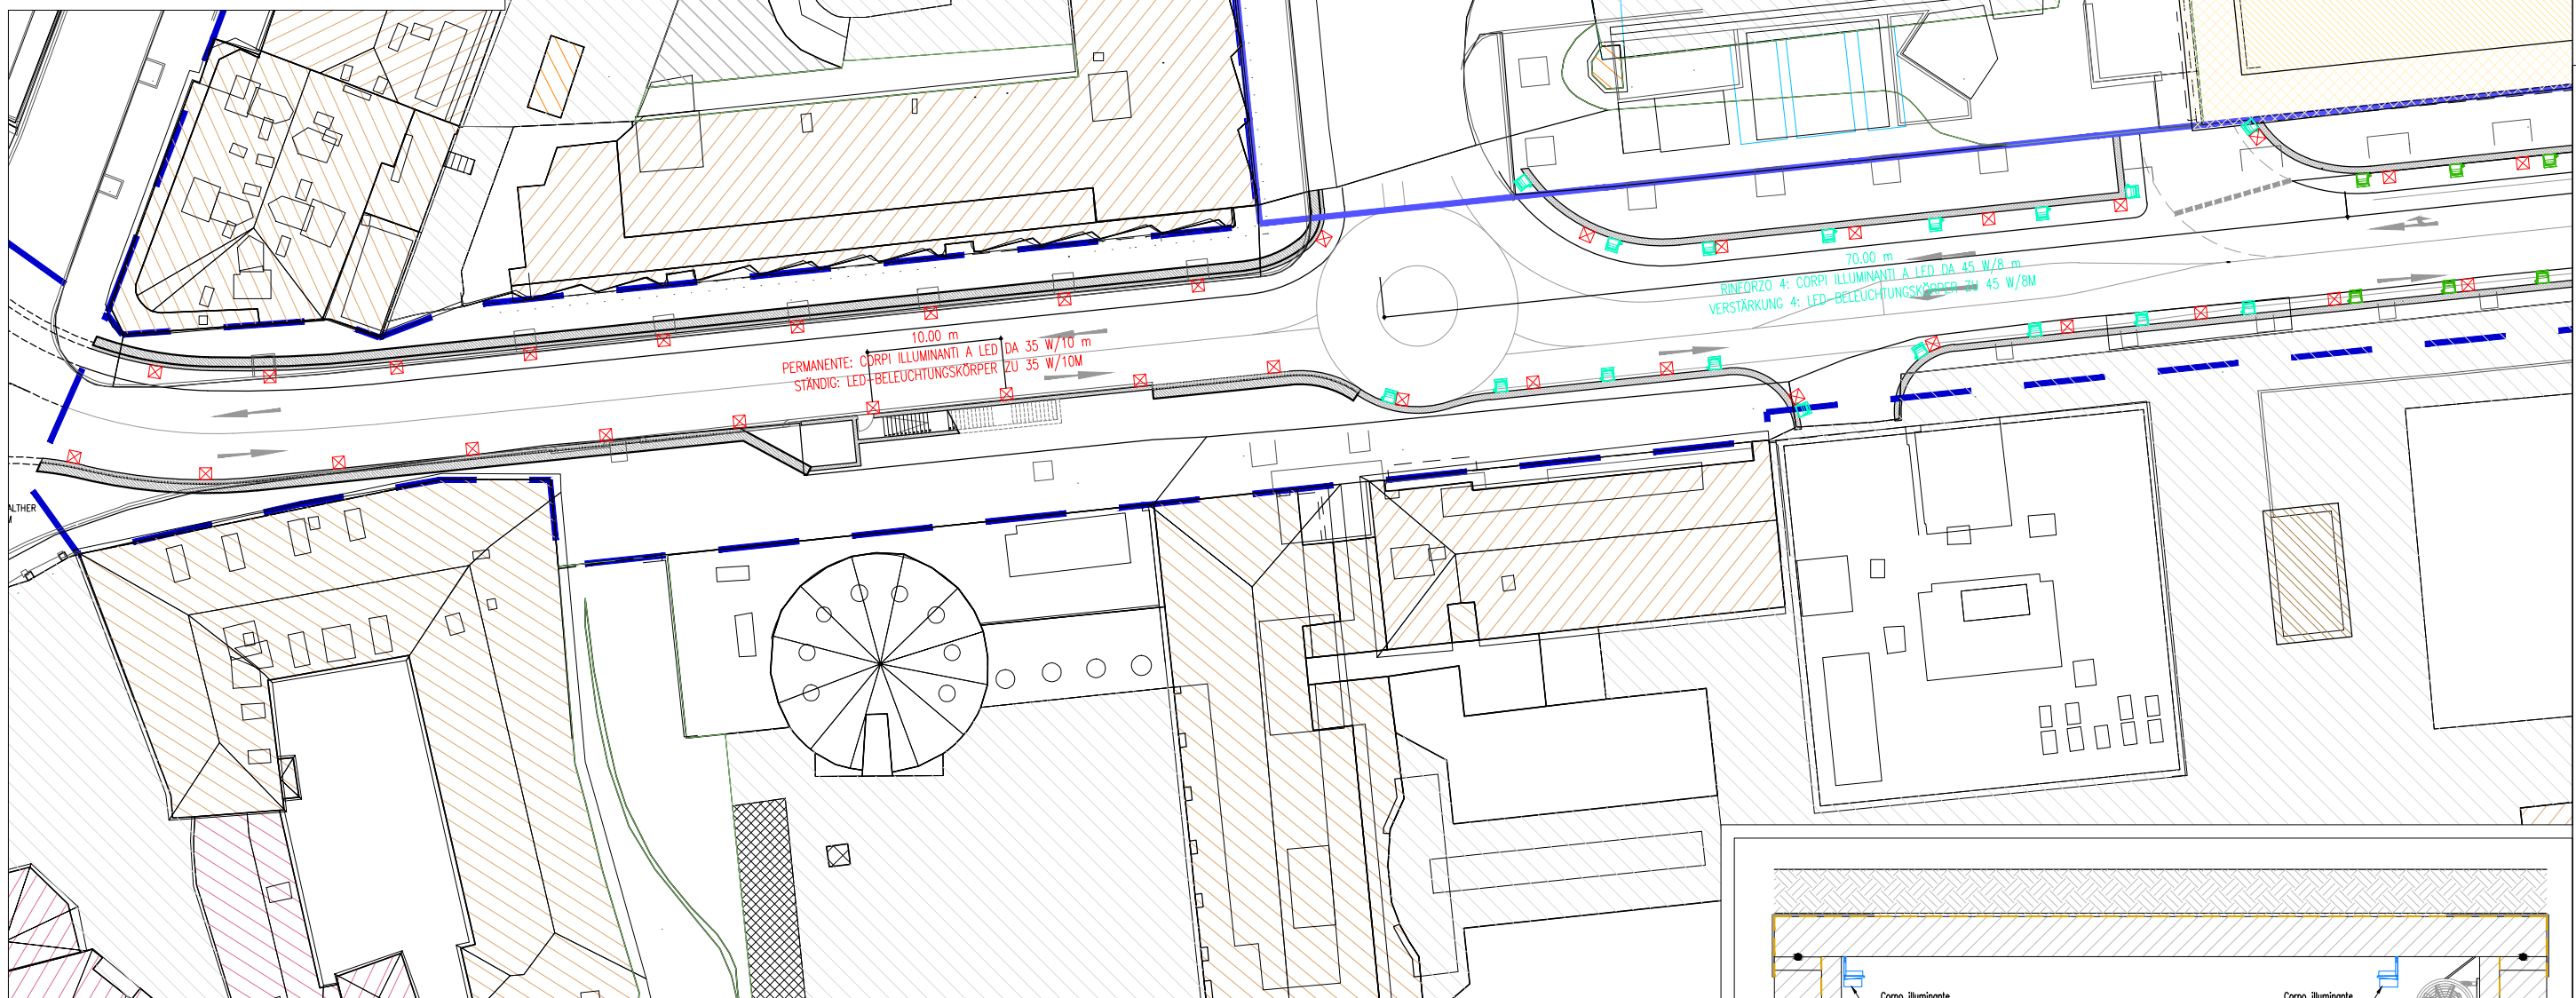 70.00 m
RINFORZO 4: CORPI ILLUMINANTI A LED DA 45 W/8 m
VERSTÄRKUNG 4: LED-BELEUCHTUNGSKÖRPER ZU 45 W/8M
10.00 m
PERMANENTE: CORPI ILLUMINANTI A LED DA 35 W/10 m
STÄNDIG: LED-BELEUCHTUNGSKÖRPER ZU 35 W/10M
ALTHER
Corpo illuminante
Corpo illuminante